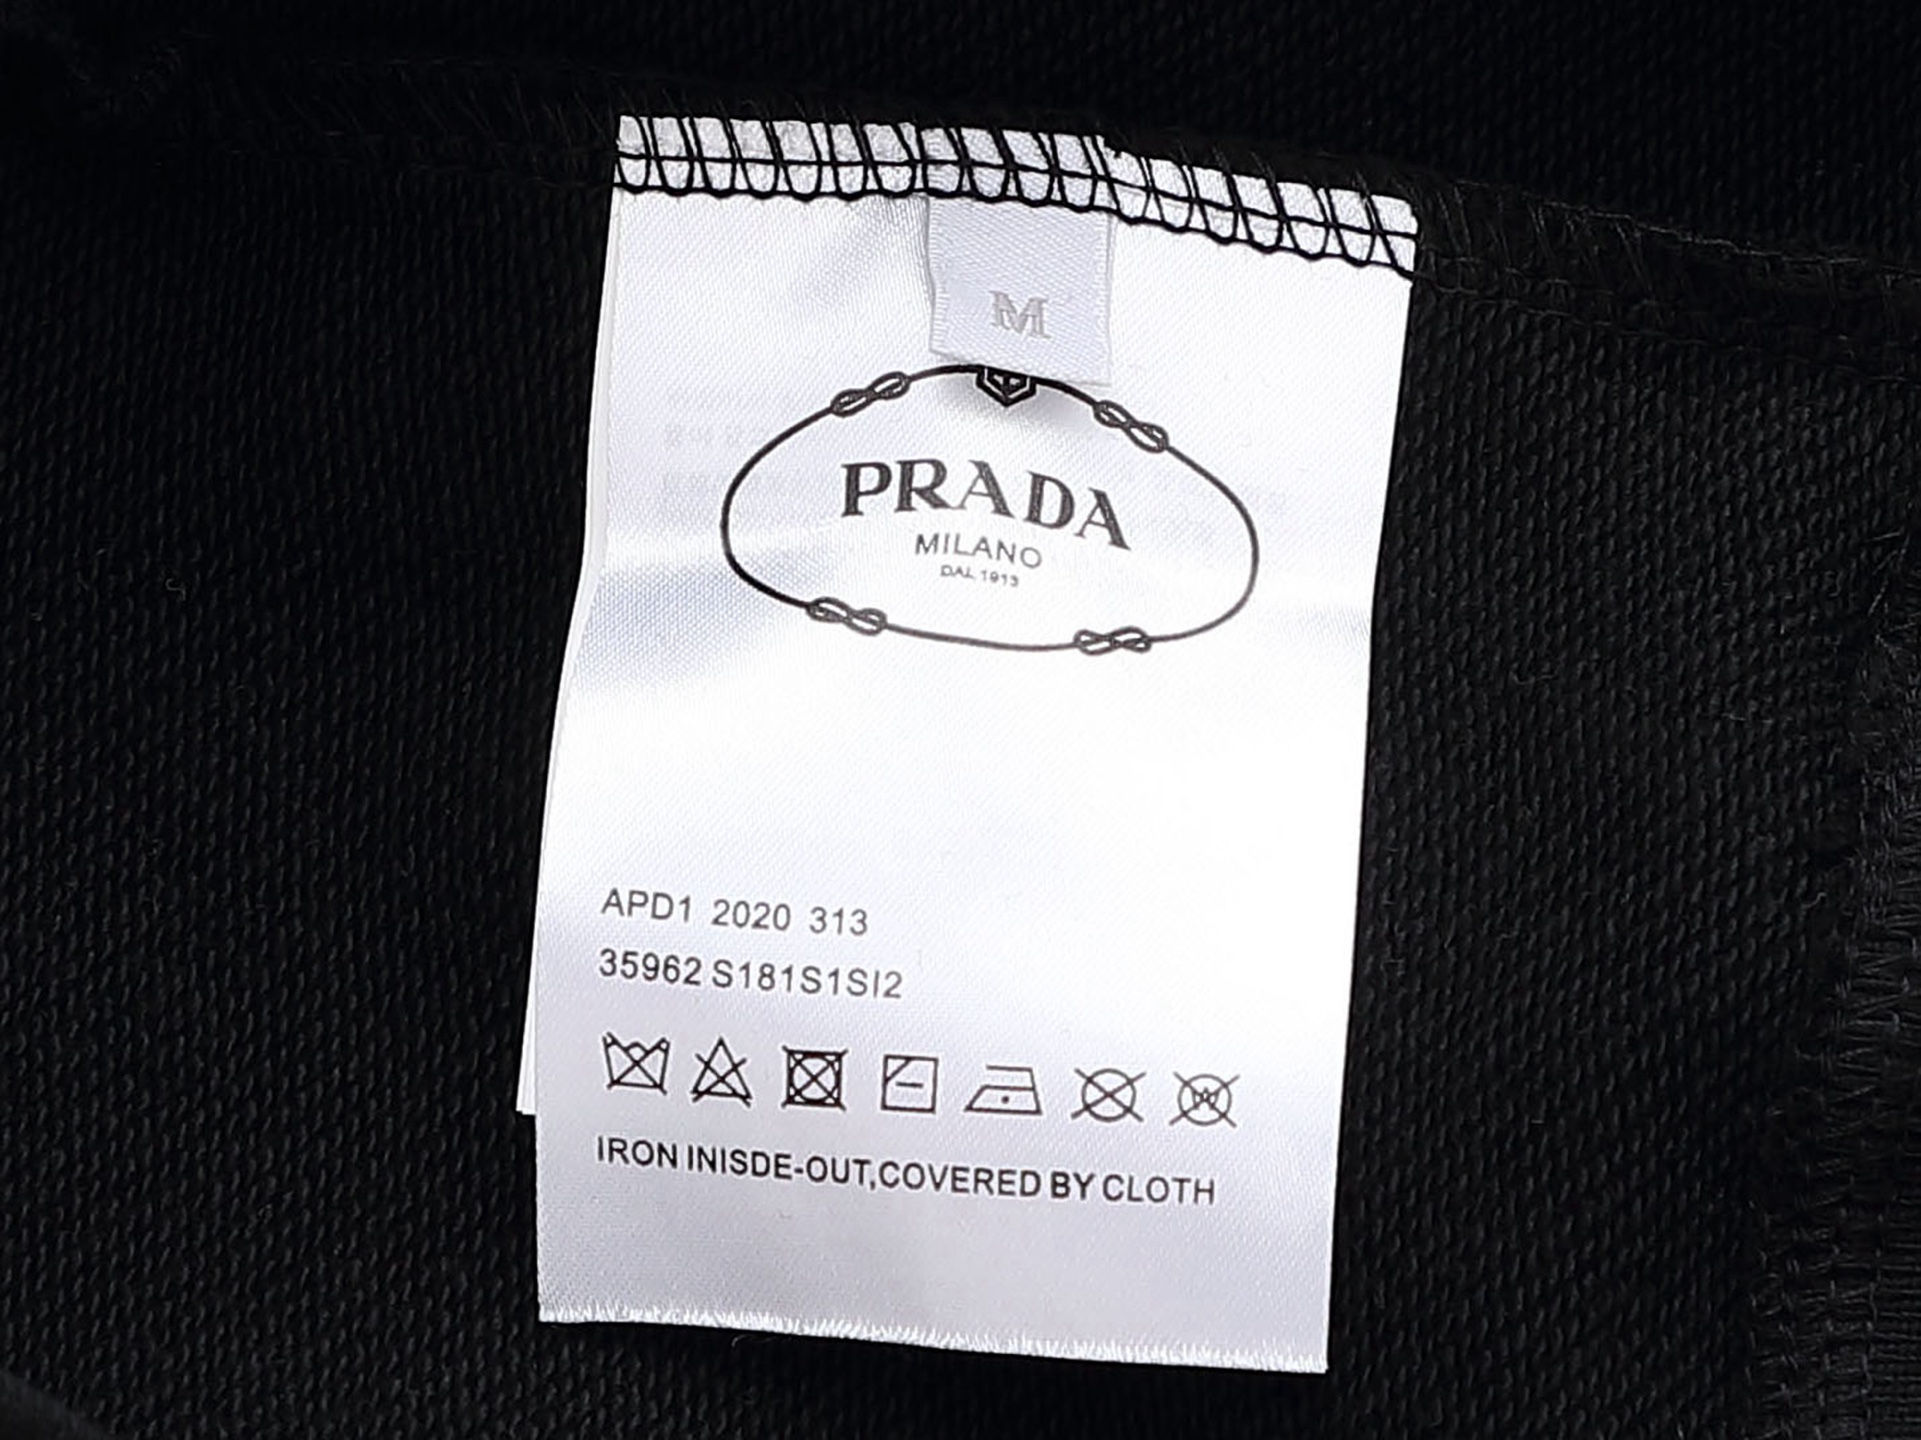 M
PRADA
MILANO
DAL 1913
APD1 2020 313
35962 S181S1SI2
IRON INISDE-OUT,COVERED BY CLOTH